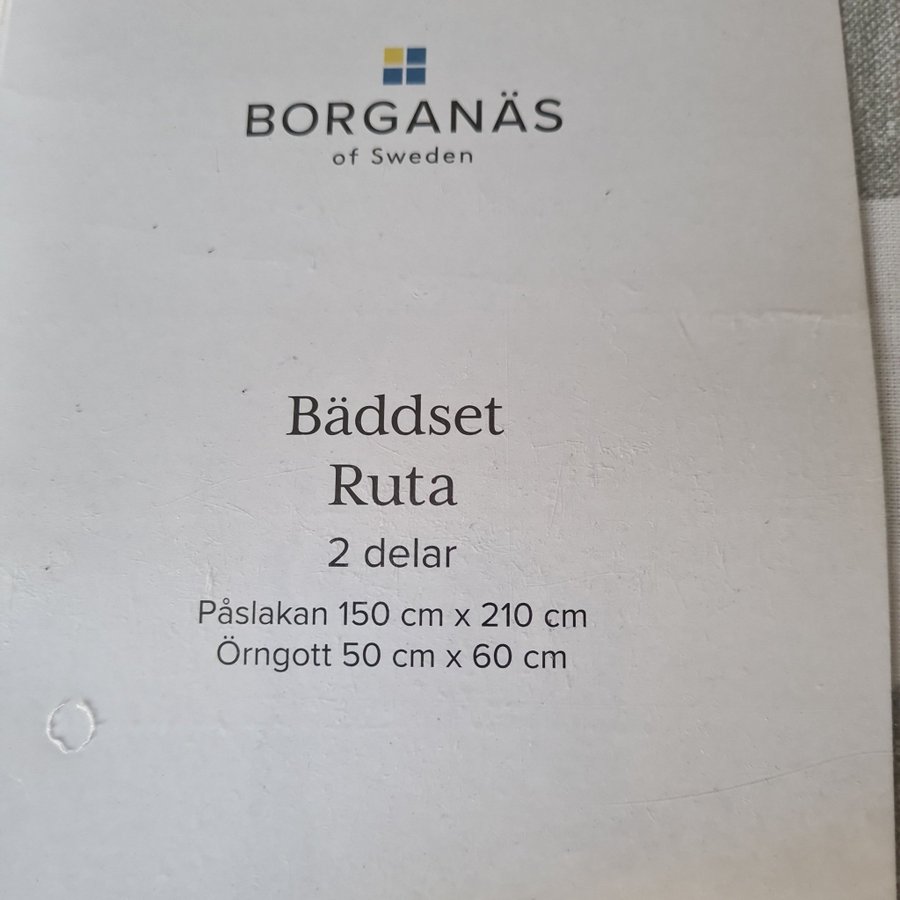 BORGANÄS
of Sweden
Bäddset
Ruta
2 delar
Påslakan 150 cm x 210 cm
Örngott 50 cm x 60 cm